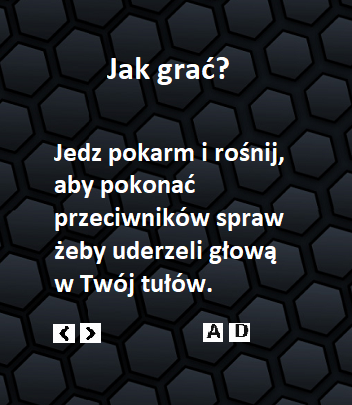 Jak grać?
Jedz pokarm i rośnij,
aby pokonać
przeciwników spraw
żeby uderzeli głową
w Twój tułów.
< > A D